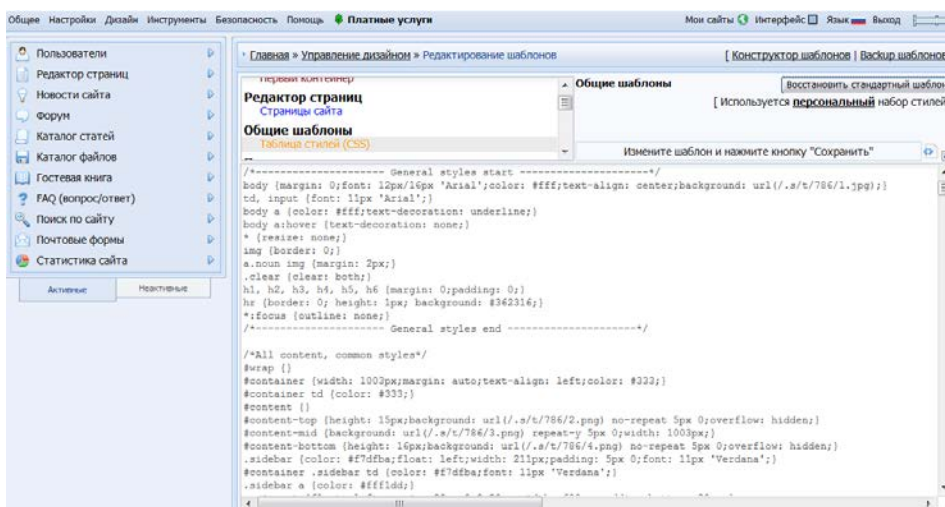 Общее Настройки Дизайн Инструменты Безопасность Помощь Платные услуги Мои сайты Интерфейс Язык Выход
Пользователи
Редактор страниц
Новости сайта
Форум
Каталог статей
Каталог файлов
Гостевая книга
FAQ (вопрос/ответ)
Поиск по сайту
Почтовые формы
Статистика сайта
Активные Неактивные
Главная » Управление дизайном » Редактирование шаблонов [ Конструктор шаблонов | Backup шаблонов
Первый контейнер
Редактор страниц
Страницы сайта
Общие шаблоны
Таблица стилей (CSS)
Общие шаблоны Восстановить стандартный шаблон
[ Используется персональный набор стилей
Измените шаблон и нажмите кнопку "Сохранить"
/*--------------------- General styles start ---------------------*/
body {margin: 0;font: 12px/16px 'Arial';color: #fff;text-align: center;background: url(/.s/t/786/1.jpg);}
td, input {font: 11px 'Arial';}
body a {color: #fff;text-decoration: underline;}
body a:hover {text-decoration: none;}
* {resize: none;}
img {border: 0;}
a.noun img {margin: 2px;}
.clear {clear: both;}
h1, h2, h3, h4, h5, h6 {margin: 0;padding: 0;}
hr {border: 0; height: 1px; background: #362316;}
*:focus {outline: none;}
/*--------------------- General styles end ---------------------*/
/*All content, common styles*/
#wrap {}
#container {width: 1003px;margin: auto;text-align: left;color: #333;}
#container td {color: #333;}
#content {}
#content-top {height: 15px;background: url(/.s/t/786/2.png) no-repeat 5px 0;overflow: hidden;}
#content-mid {background: url(/.s/t/786/3.png) repeat-y 5px 0;width: 1003px;}
#content-bottom {height: 16px;background: url(/.s/t/786/4.png) no-repeat 5px 0;overflow: hidden;}
.sidebar {color: #f7dfba;float: left;width: 211px;padding: 5px 0;font: 11px 'Verdana';}
#container .sidebar td {color: #f7dfba;font: 11px 'Verdana';}
.sidebar a {color: #fff1dd;}